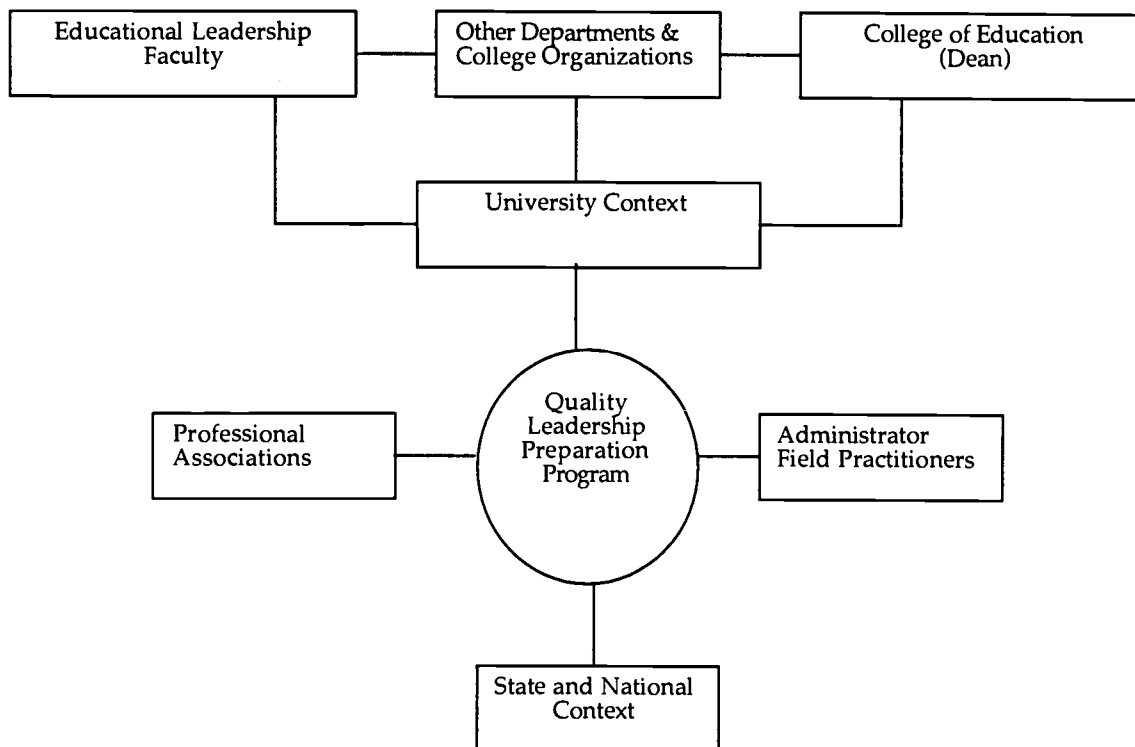 Educational Leadership
Faculty
Other Departments &
College Organizations
College of Education
(Dean)
University Context
Quality
Leadership
Preparation
Program
Professional
Associations
Administrator
Field Practitioners
State and National
Context